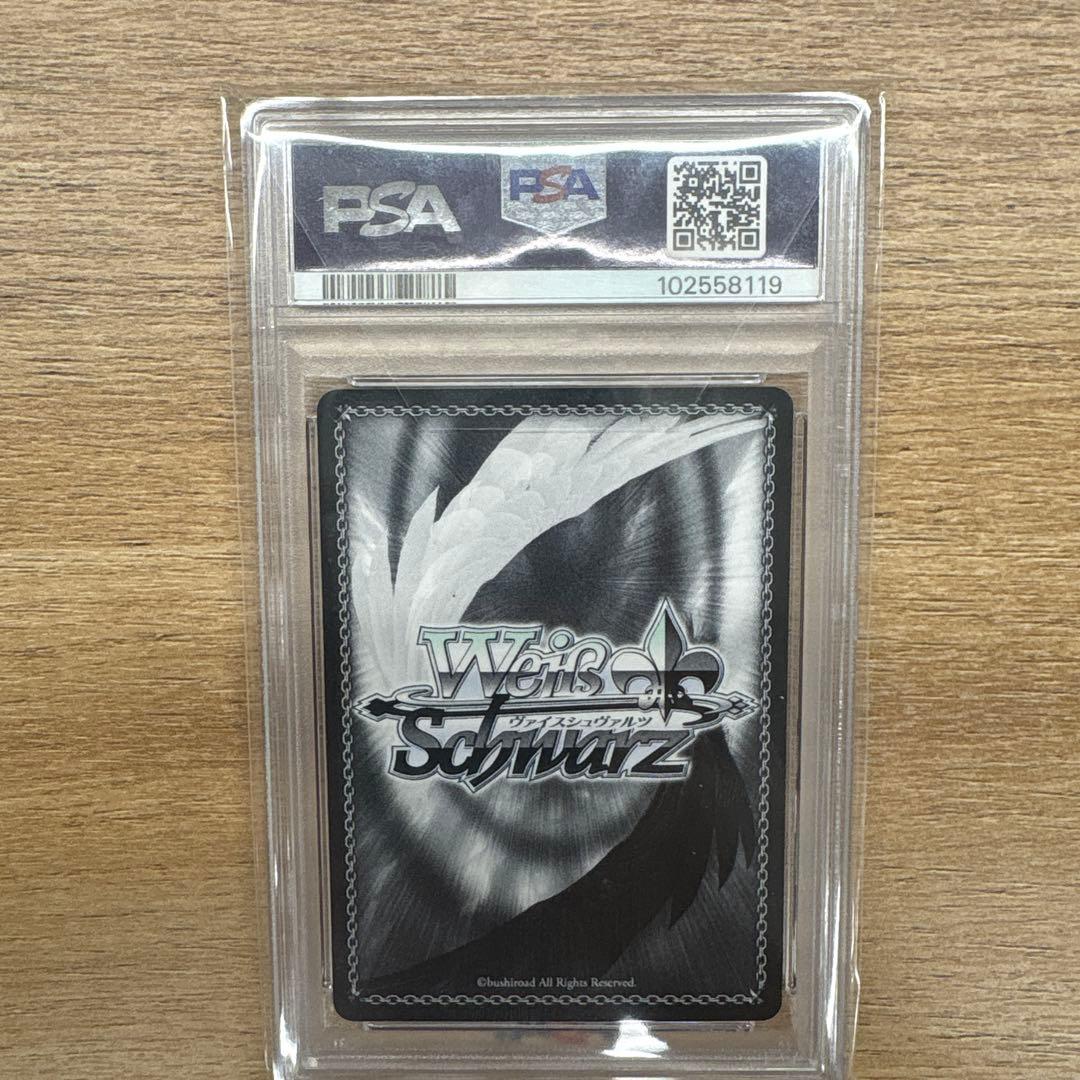 PSA
PSA
102558119
Weiß
ヴァイスシュヴァルツ
Schwarz
©bushiroad All Rights Reserved.